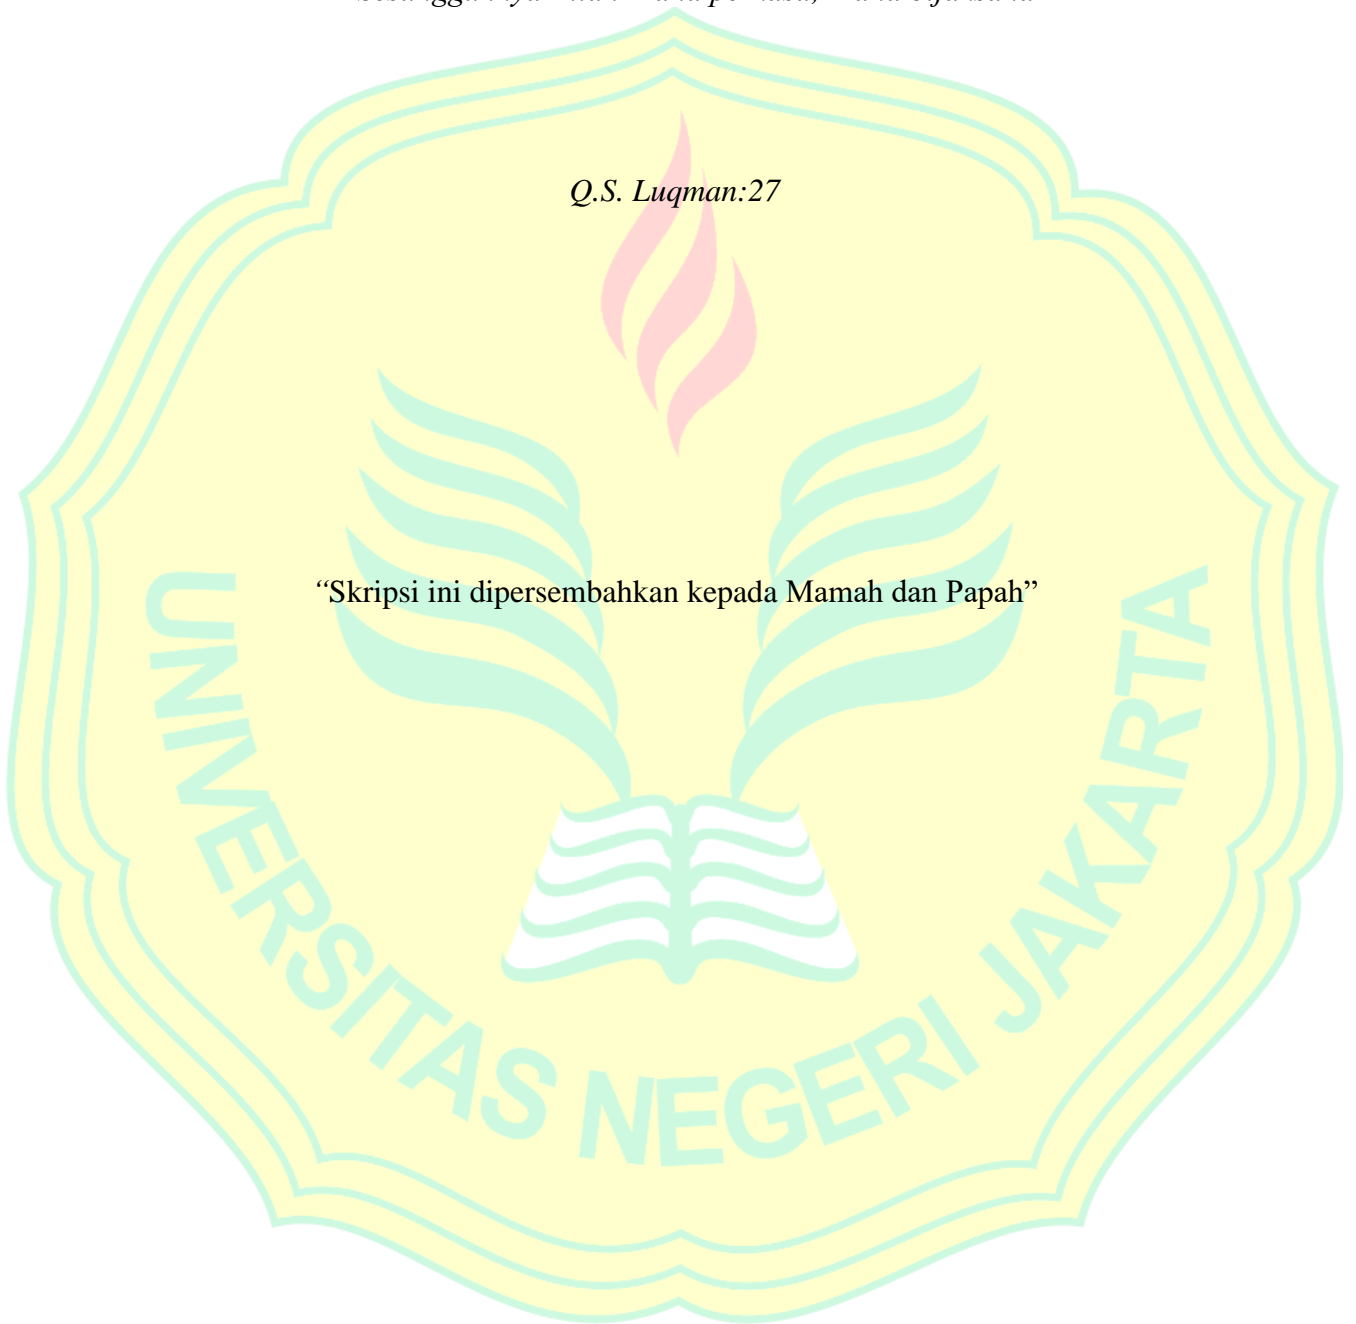 Q.S. Luqman:27
“Skripsi ini dipersembahkan kepada Mamah dan Papah”
UNIVERSITAS NEGERI JAKARTA